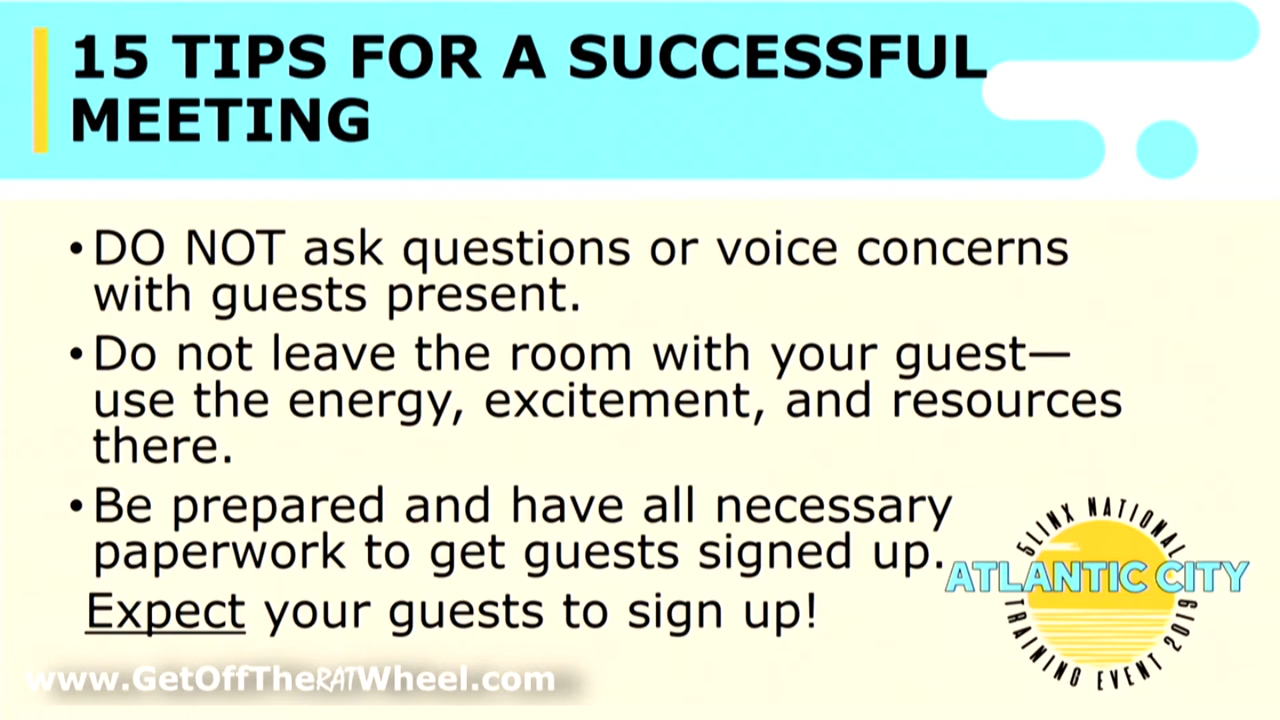 15 TIPS FOR A SUCCESSFUL
MEETING
•DO NOT ask questions or voice concerns
with guests present.
•Do not leave the room with your guest—
use the energy, excitement, and resources
there.
•Be prepared and have all necessary
paperwork to get guests signed up.
Expect your guests to sign up!
5LINX NATIONAL
ATLANTIC CITY
TRAINING EVENT 2019
www.GetOffTheRATWheel.com